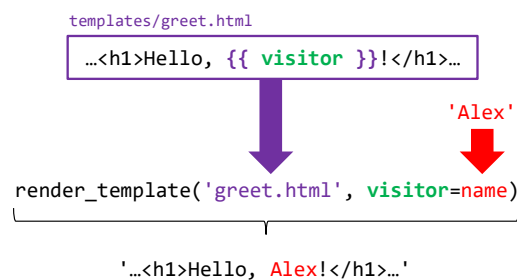 templates/greet.html
…<h1>Hello, {{ visitor }}!</h1>…
'Alex'
render_template('greet.html', visitor=name)
'…<h1>Hello, Alex!</h1>…'